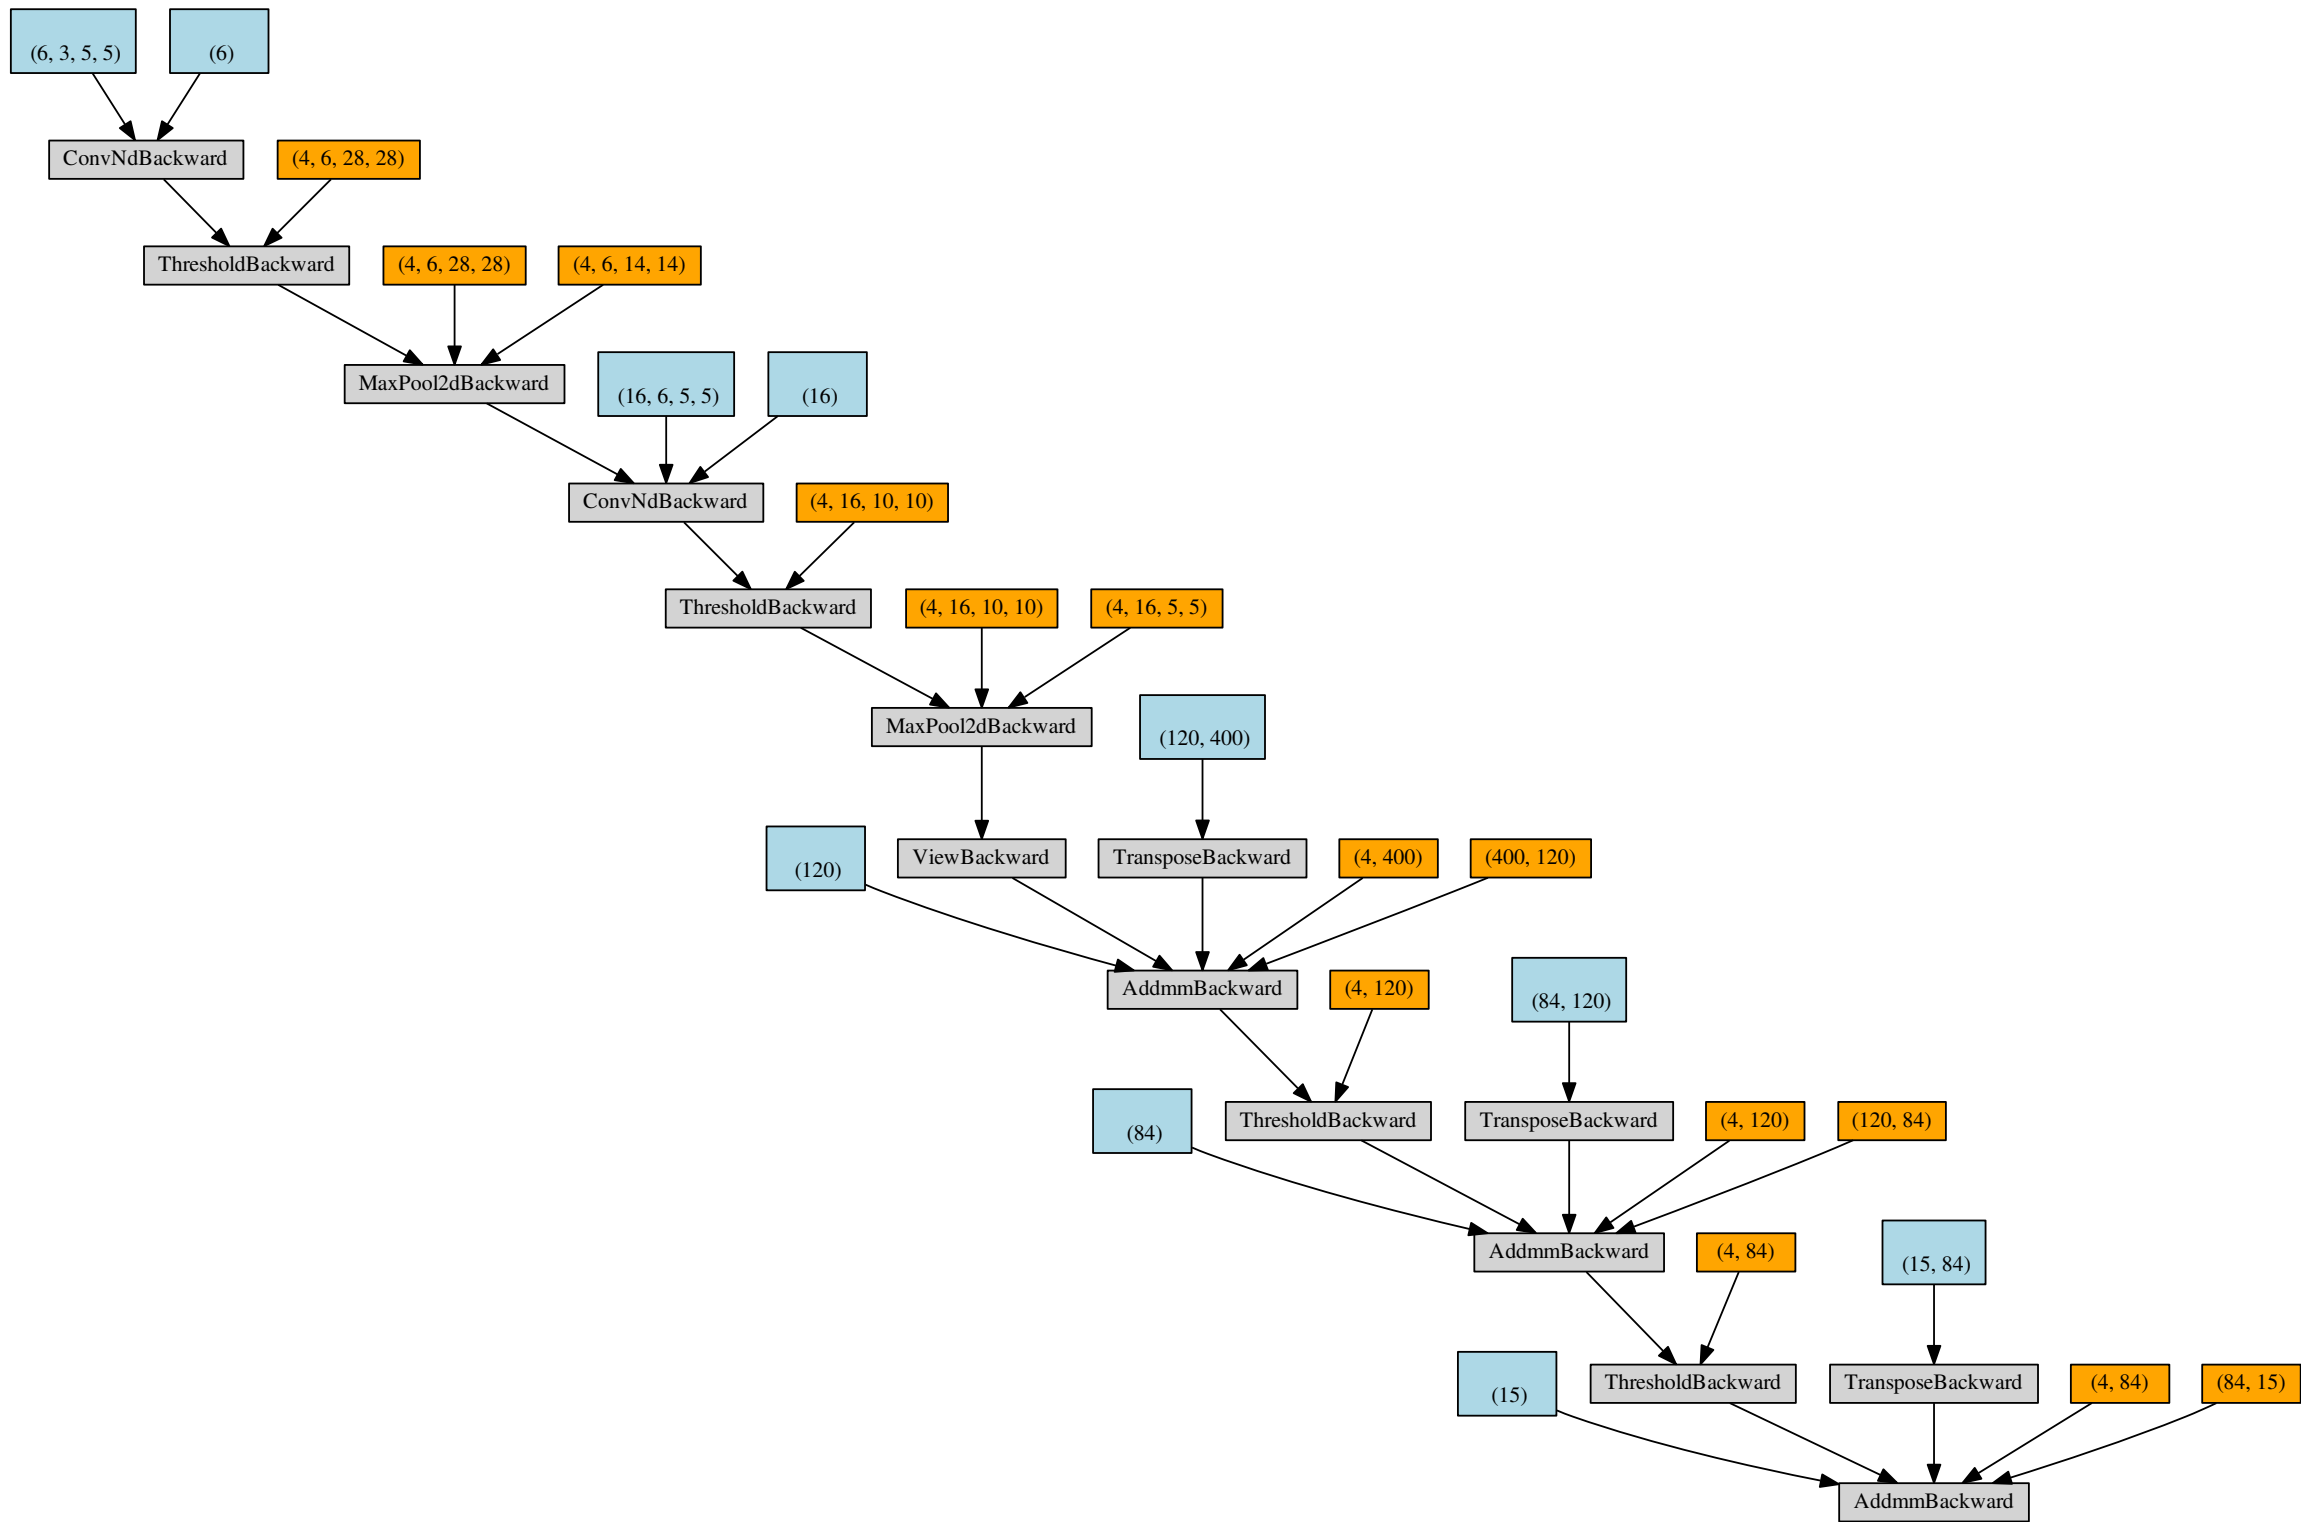 (6, 3, 5, 5)
(6)
ConvNdBackward
(4, 6, 28, 28)
ThresholdBackward
(4, 6, 28, 28)
(4, 6, 14, 14)
MaxPool2dBackward
(16, 6, 5, 5)
(16)
ConvNdBackward
(4, 16, 10, 10)
ThresholdBackward
(4, 16, 10, 10)
(4, 16, 5, 5)
MaxPool2dBackward
(120, 400)
(120)
ViewBackward
TransposeBackward
(4, 400)
(400, 120)
AddmmBackward
(4, 120)
(84, 120)
(84)
ThresholdBackward
TransposeBackward
(4, 120)
(120, 84)
AddmmBackward
(4, 84)
(15, 84)
(15)
ThresholdBackward
TransposeBackward
(4, 84)
(84, 15)
AddmmBackward